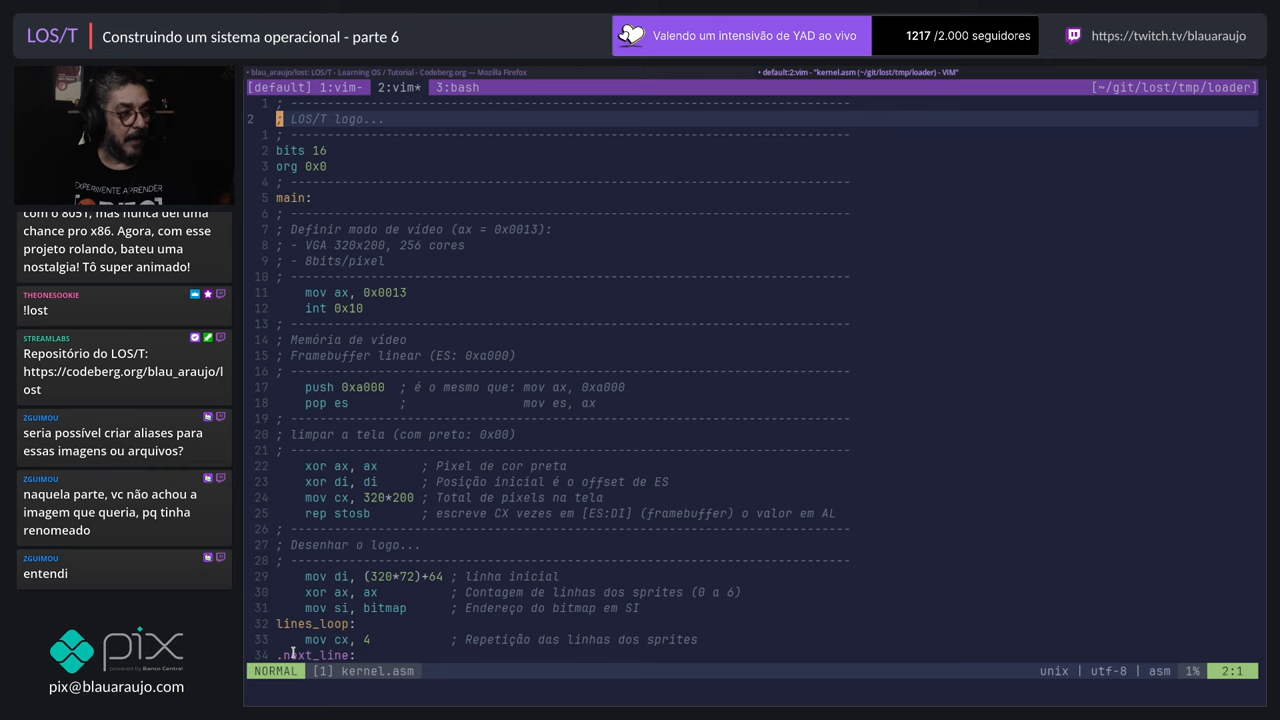 LOS/T
Construindo um sistema operacional - parte 6
Valendo um intensivão de YAD ao vivo
1217 /2.000 seguidores
https://twitch.tv/blauaraujo
EXPERIMENTE APRENDER
com o 8051, mas nunca dei uma
chance pro x86. Agora, com esse
projeto rolando, bateu uma
nostalgia! Tô super animado!
THEONESOOKIE
!lost
STREAMLABS
Repositório do LOS/T:
https://codeberg.org/blau_araujo/l
ost
ZGUIMOU
seria possível criar aliases para
essas imagens ou arquivos?
ZGUIMOU
naquela parte, vc não achou a
imagem que queria, pq tinha
renomeado
ZGUIMOU
entendi
pix
powered by Banco Central
pix@blauaraujo.com
• blau_araujo/lost: LOS/T - Learning OS / Tutorial - Codeberg.org — Mozilla Firefox
• default:2:vim - "kernel.asm (~/git/lost/tmp/loader) - VIM"
[default] 1:vim- 2:vim* 3:bash [~/git/lost/tmp/loader]
1 ; -----------------------------------------------------------------------------
2 ; LOS/T logo...
1 ; -----------------------------------------------------------------------------
2 bits 16
3 org 0x0
4 ; -----------------------------------------------------------------------------
5 main:
6 ; -----------------------------------------------------------------------------
7 ; Definir modo de vídeo (ax = 0x0013):
8 ; - VGA 320x200, 256 cores
9 ; - 8bits/pixel
10 ; -----------------------------------------------------------------------------
11 mov ax, 0x0013
12 int 0x10
13 ; -----------------------------------------------------------------------------
14 ; Memória de vídeo
15 ; Framebuffer linear (ES: 0xa000)
16 ; -----------------------------------------------------------------------------
17 push 0xa000 ; é o mesmo que: mov ax, 0xa000
18 pop es ; mov es, ax
19 ; -----------------------------------------------------------------------------
20 ; limpar a tela (com preto: 0x00)
21 ; -----------------------------------------------------------------------------
22 xor ax, ax ; Pixel de cor preta
23 xor di, di ; Posição inicial é o offset de ES
24 mov cx, 320*200 ; Total de pixels na tela
25 rep stosb ; escreve CX vezes em [ES:DI] (framebuffer) o valor em AL
26 ; -----------------------------------------------------------------------------
27 ; Desenhar o logo...
28 ; -----------------------------------------------------------------------------
29 mov di, (320*72)+64 ; linha inicial
30 xor ax, ax ; Contagem de linhas dos sprites (0 a 6)
31 mov si, bitmap ; Endereço do bitmap em SI
32 lines_loop:
33 mov cx, 4 ; Repetição das linhas dos sprites
34 .next_line:
NORMAL [1] kernel.asm unix | utf-8 | asm 1% 2:1